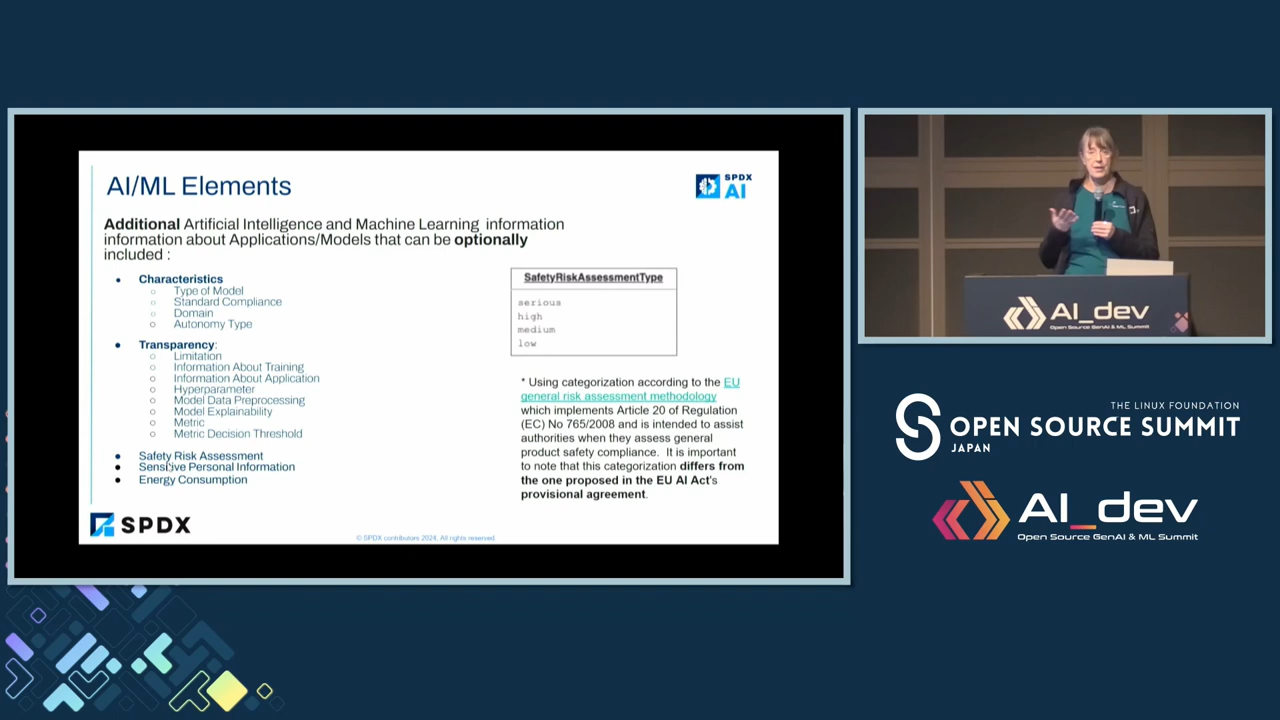 AI/ML Elements
SPDX
AI
Additional Artificial Intelligence and Machine Learning information
information about Applications/Models that can be optionally
included :
Characteristics
Type of Model
Standard Compliance
Domain
Autonomy Type
Transparency:
Limitation
Information About Training
Information About Application
Hyperparameter
Model Data Preprocessing
Model Explainability
Metric
Metric Decision Threshold
Safety Risk Assessment
Sensitive Personal Information
Energy Consumption
SafetyRiskAssessmentType
serious
high
medium
low
* Using categorization according to the EU
general risk assessment methodology
which implements Article 20 of Regulation
(EC) No 765/2008 and is intended to assist
authorities when they assess general
product safety compliance. It is important
to note that this categorization differs from
the one proposed in the EU AI Act's
provisional agreement.
SPDX
© SPDX contributors 2024, All rights reserved.
AI_dev
Open Source GenAI & ML Summit
THE LINUX FOUNDATION
OPEN SOURCE SUMMIT
JAPAN
AI_dev
Open Source GenAI & ML Summit